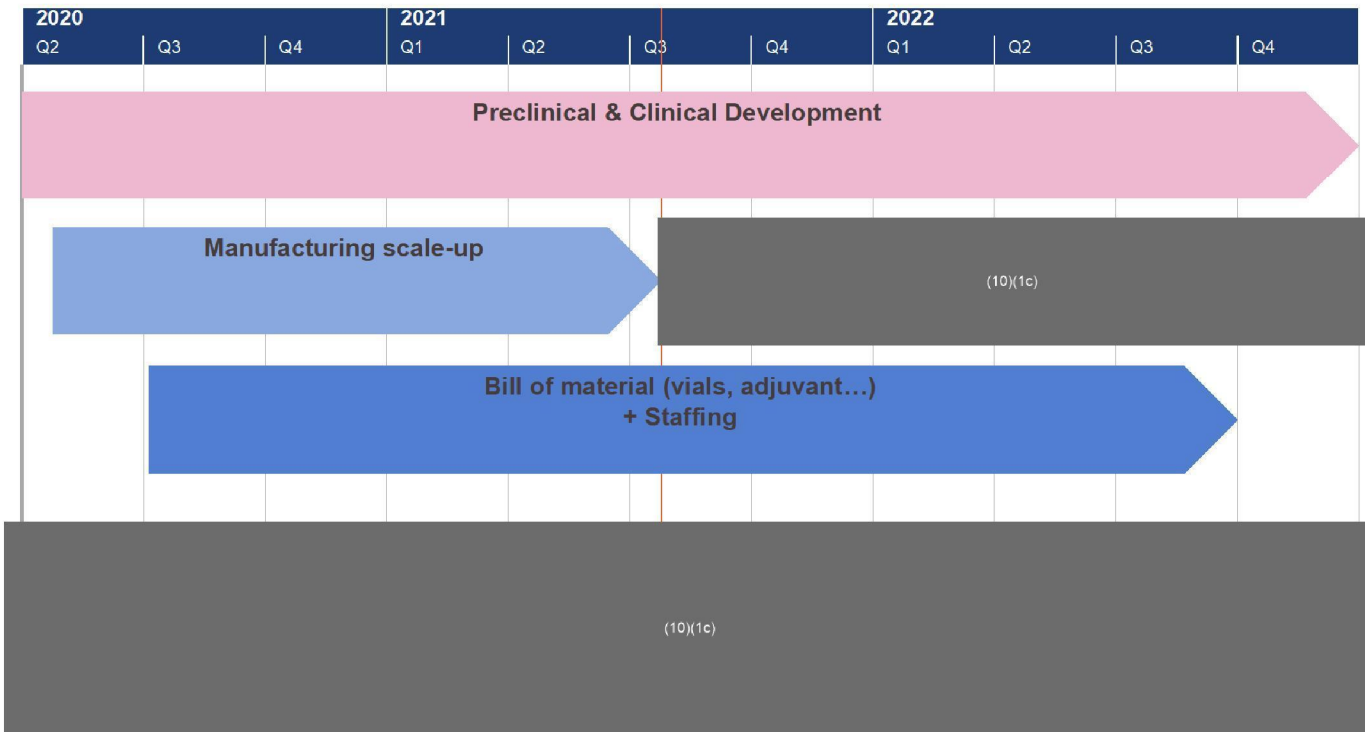 2020 2021 2022
Q2 Q3 Q4 Q1 Q2 Q3 Q4 Q1 Q2 Q3 Q4
Preclinical & Clinical Development
Manufacturing scale-up
(10)(1c)
Bill of material (vials, adjuvant…)
+ Staffing
(10)(1c)